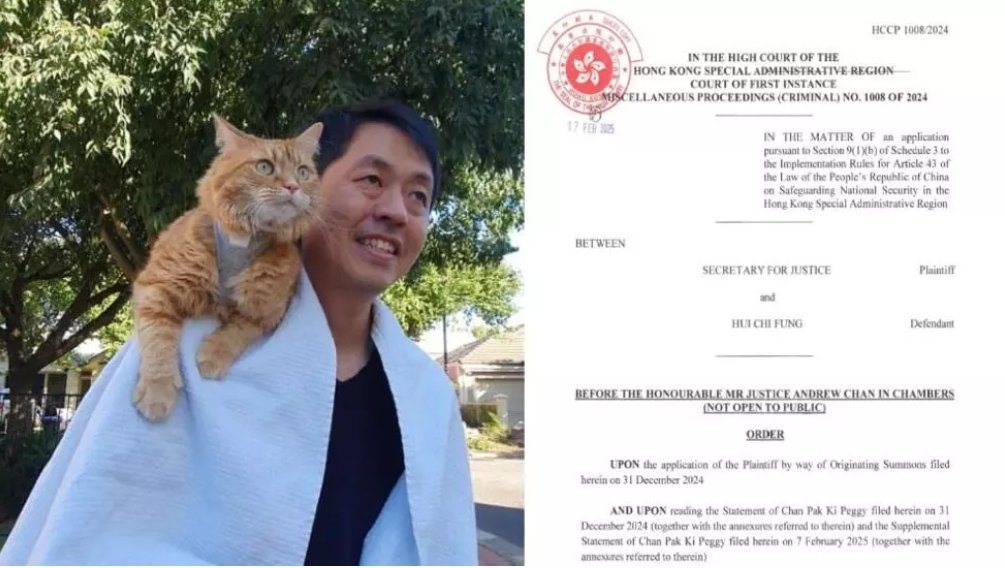 HCCP 1008/2024
IN THE HIGH COURT OF THE
HONG KONG SPECIAL ADMINISTRATIVE REGION
COURT OF FIRST INSTANCE
MISCELLANEOUS PROCEEDINGS (CRIMINAL) NO. 1008 OF 2024
17 FEB 2025
IN THE MATTER OF an application
pursuant to Section 9(1)(b) of Schedule 3 to
the Implementation Rules for Article 43 of
the Law of the People's Republic of China
on Safeguarding National Security in the
Hong Kong Special Administrative Region
BETWEEN
SECRETARY FOR JUSTICE Plaintiff
and
HUI CHI FUNG Defendant
BEFORE THE HONOURABLE MR JUSTICE ANDREW CHAN IN CHAMBERS
(NOT OPEN TO PUBLIC)
ORDER
UPON the application of the Plaintiff by way of Originating Summons filed
herein on 31 December 2024
AND UPON reading the Statement of Chan Pak Ki Peggy filed herein on 31
December 2024 (together with the annexures referred to therein) and the Supplemental
Statement of Chan Pak Ki Peggy filed herein on 7 February 2025 (together with the
annexures referred to therein)